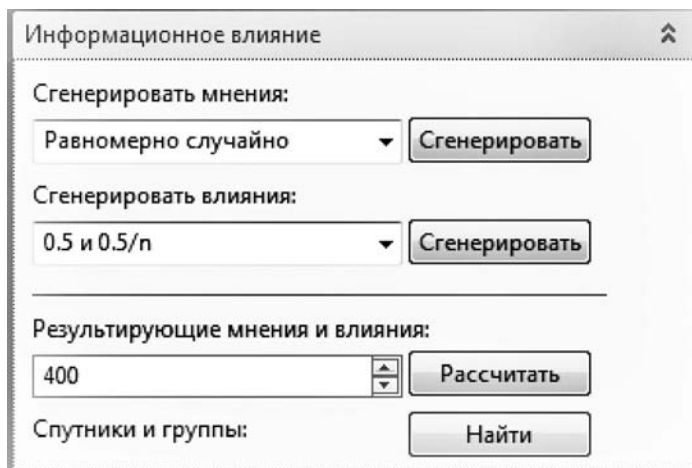 Информационное влияние
Сгенерировать мнения:
Равномерно случайно Сгенерировать
Сгенерировать влияния:
0.5 и 0.5/n Сгенерировать
Результирующие мнения и влияния:
400 Рассчитать
Спутники и группы: Найти